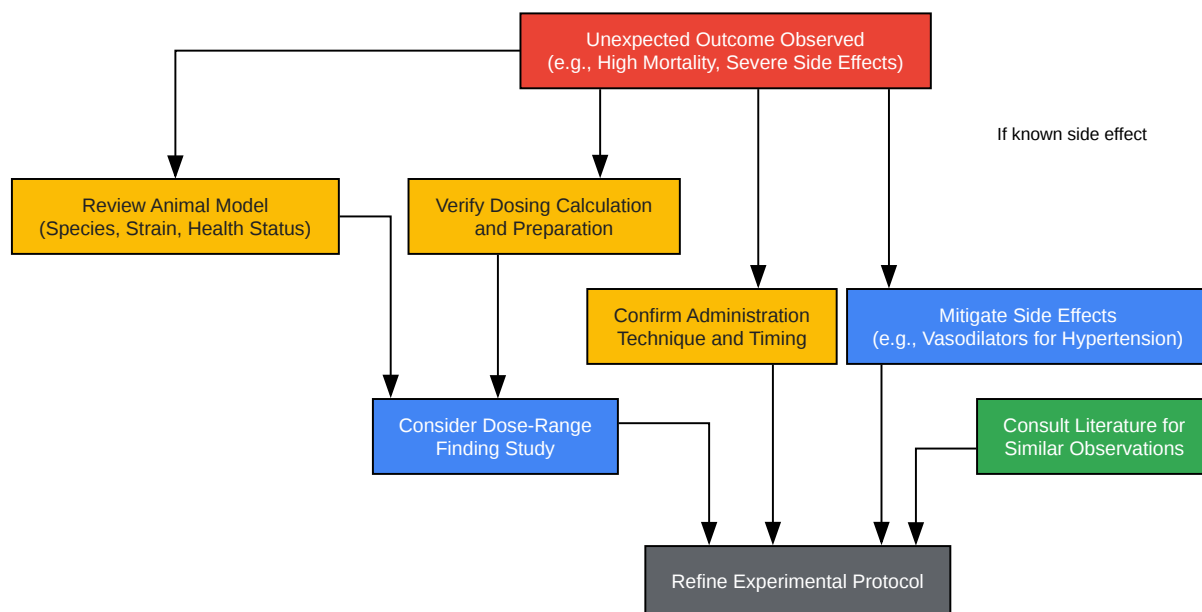 Unexpected Outcome Observed
(e.g., High Mortality, Severe Side Effects)
If known side effect
Review Animal Model
(Species, Strain, Health Status)
Verify Dosing Calculation
and Preparation
Confirm Administration
Technique and Timing
Mitigate Side Effects
(e.g., Vasodilators for Hypertension)
Consider Dose-Range
Finding Study
Consult Literature for
Similar Observations
Refine Experimental Protocol